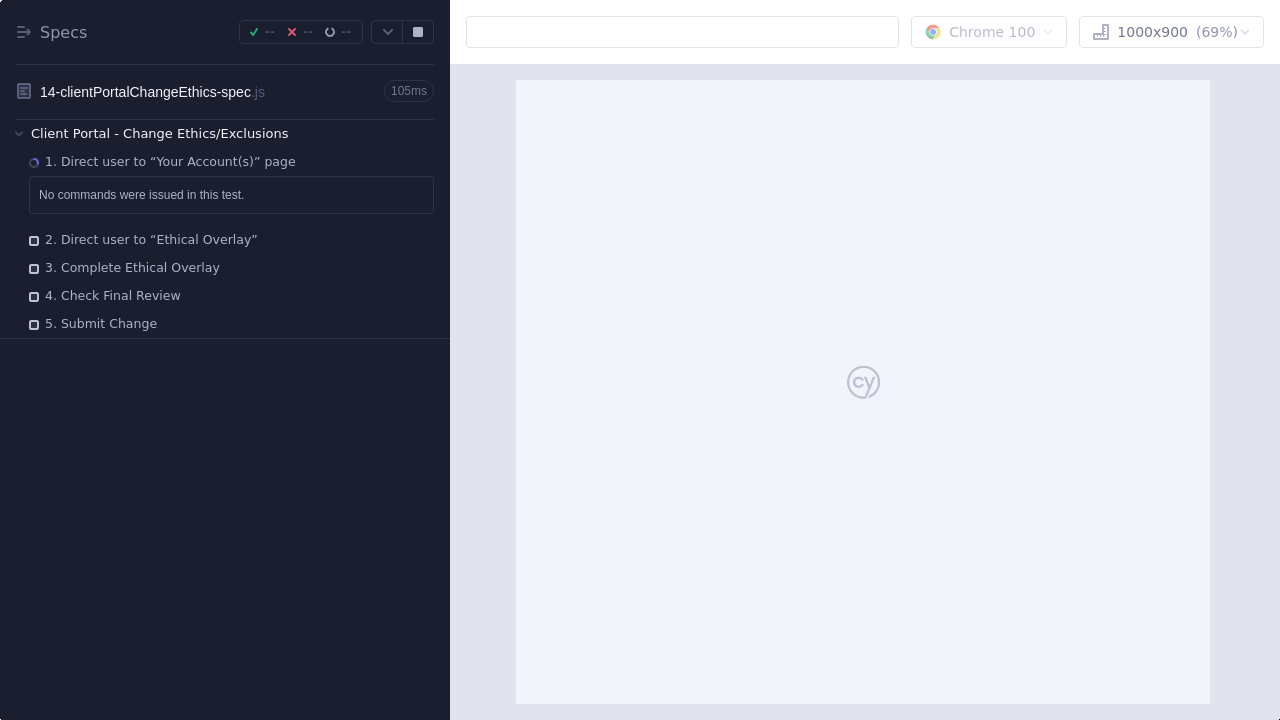 Specs
--
--
--
14-clientPortalChangeEthics-spec.js
105ms
Client Portal - Change Ethics/Exclusions
1. Direct user to “Your Account(s)” page
No commands were issued in this test.
2. Direct user to “Ethical Overlay”
3. Complete Ethical Overlay
4. Check Final Review
5. Submit Change
Chrome 100
1000x900 (69%)
cy